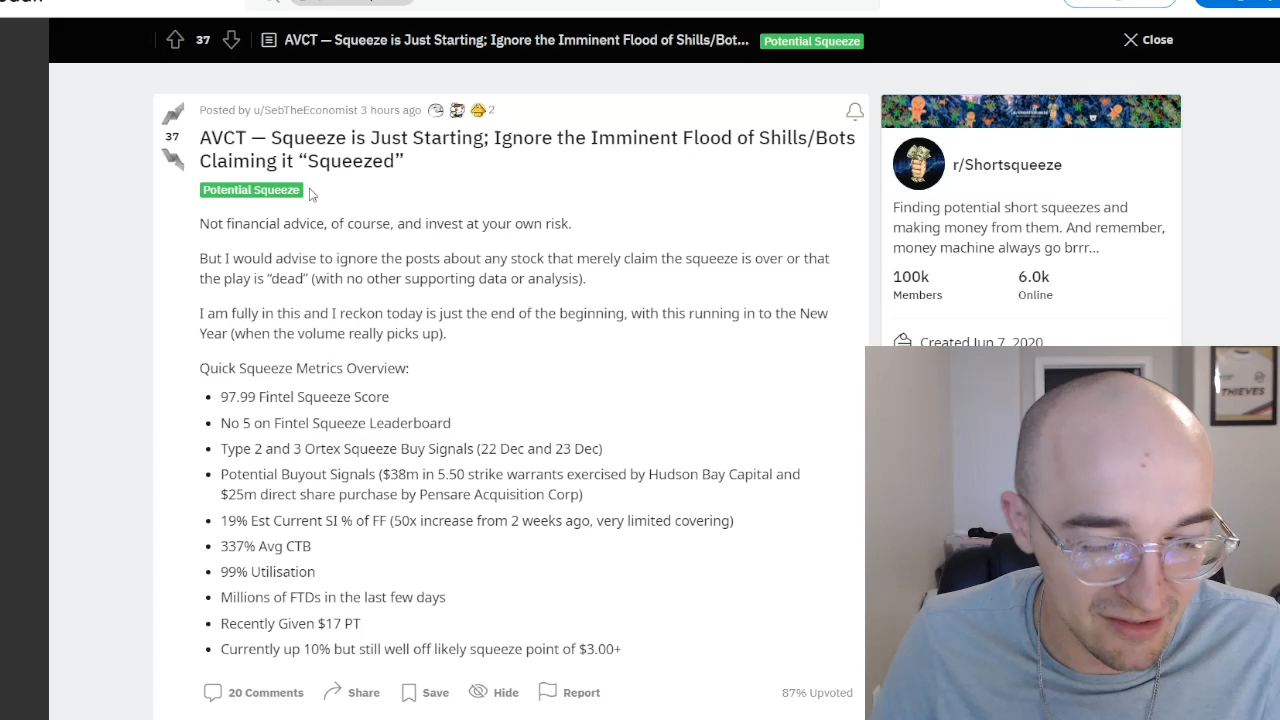 37
AVCT — Squeeze is Just Starting; Ignore the Imminent Flood of Shills/Bot...
Potential Squeeze
Close
Posted by u/SebTheEconomist 3 hours ago
2
37
AVCT — Squeeze is Just Starting; Ignore the Imminent Flood of Shills/Bots
Claiming it “Squeezed”
Potential Squeeze
Not financial advice, of course, and invest at your own risk.
But I would advise to ignore the posts about any stock that merely claim the squeeze is over or that
the play is “dead” (with no other supporting data or analysis).
I am fully in this and I reckon today is just the end of the beginning, with this running in to the New
Year (when the volume really picks up).
Quick Squeeze Metrics Overview:
97.99 Fintel Squeeze Score
No 5 on Fintel Squeeze Leaderboard
Type 2 and 3 Ortex Squeeze Buy Signals (22 Dec and 23 Dec)
Potential Buyout Signals ($38m in 5.50 strike warrants exercised by Hudson Bay Capital and
$25m direct share purchase by Pensare Acquisition Corp)
19% Est Current SI % of FF (50x increase from 2 weeks ago, very limited covering)
337% Avg CTB
99% Utilisation
Millions of FTDs in the last few days
Recently Given $17 PT
Currently up 10% but still well off likely squeeze point of $3.00+
20 Comments
Share
Save
Hide
Report
87% Upvoted
r/Shortsqueeze
Finding potential short squeezes and
making money from them. And remember,
money machine always go brrr...
100k
6.0k
Members
Online
Created Jun 7, 2020
THIEVES